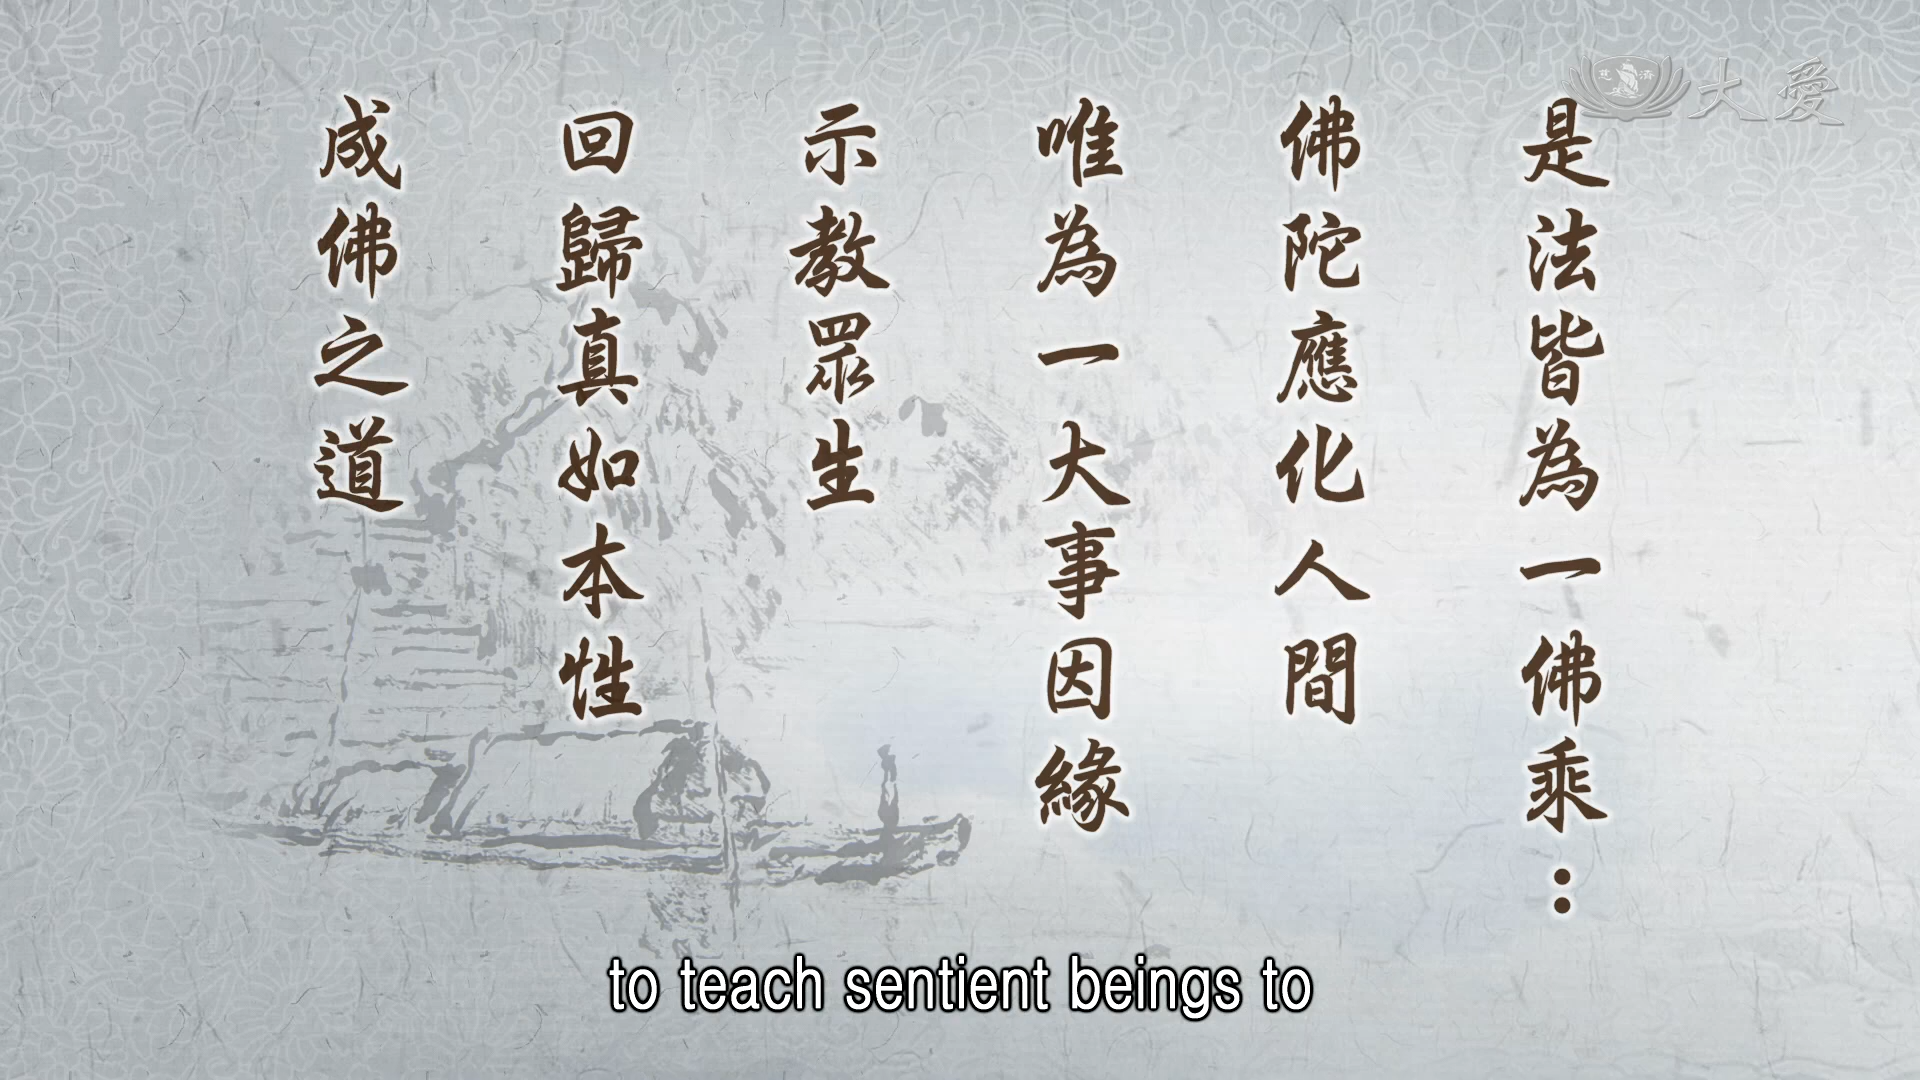 是法皆為一佛乘：
佛陀應化人間
唯為一大事因緣
示教眾生
回歸真如本性
成佛之道
慈濟
大愛
to teach sentient beings to